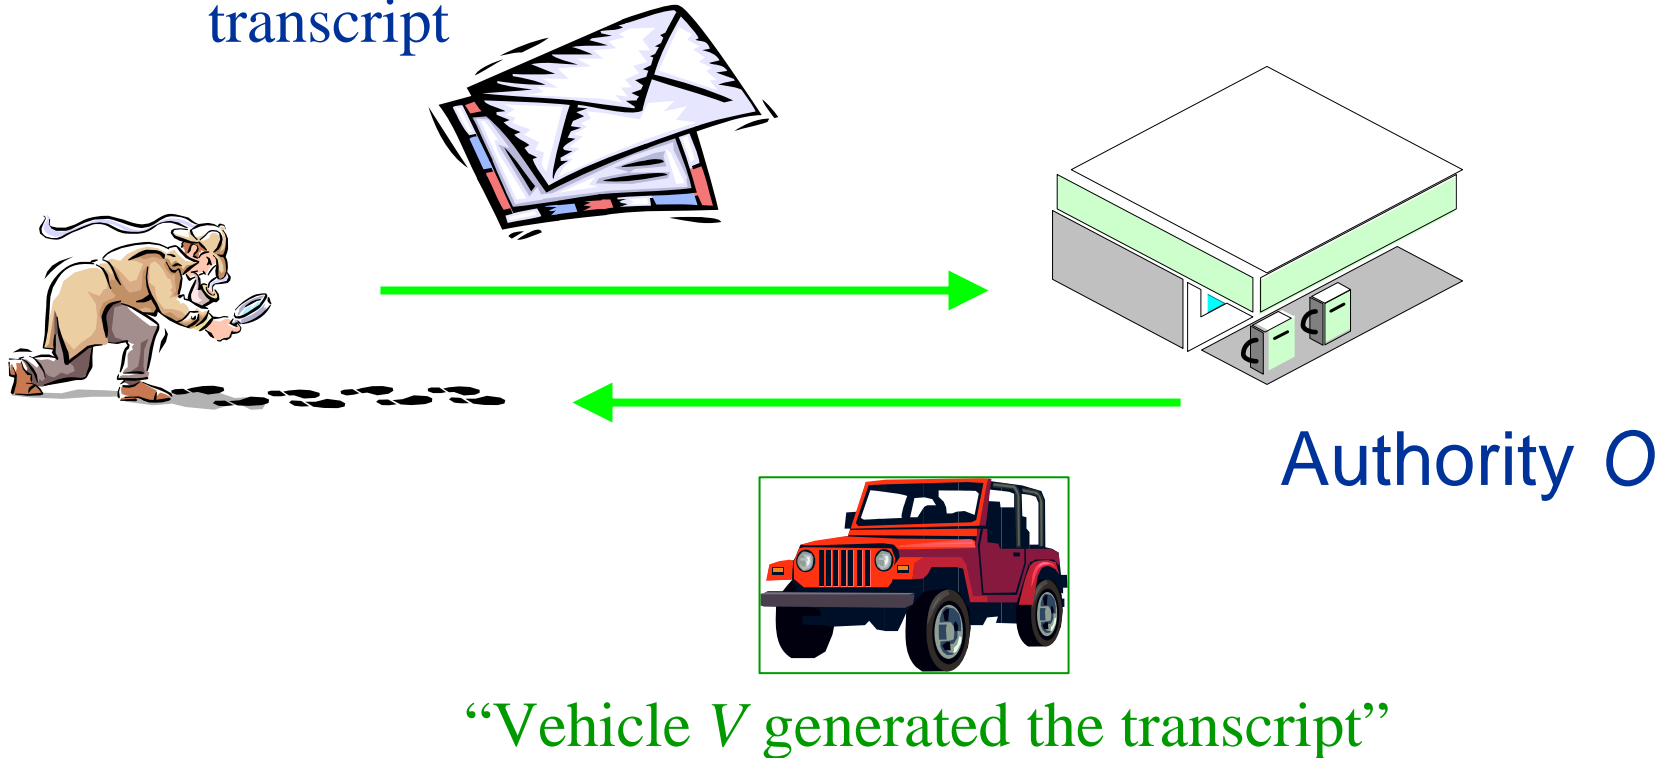 transcript
Authority O
“Vehicle V generated the transcript”